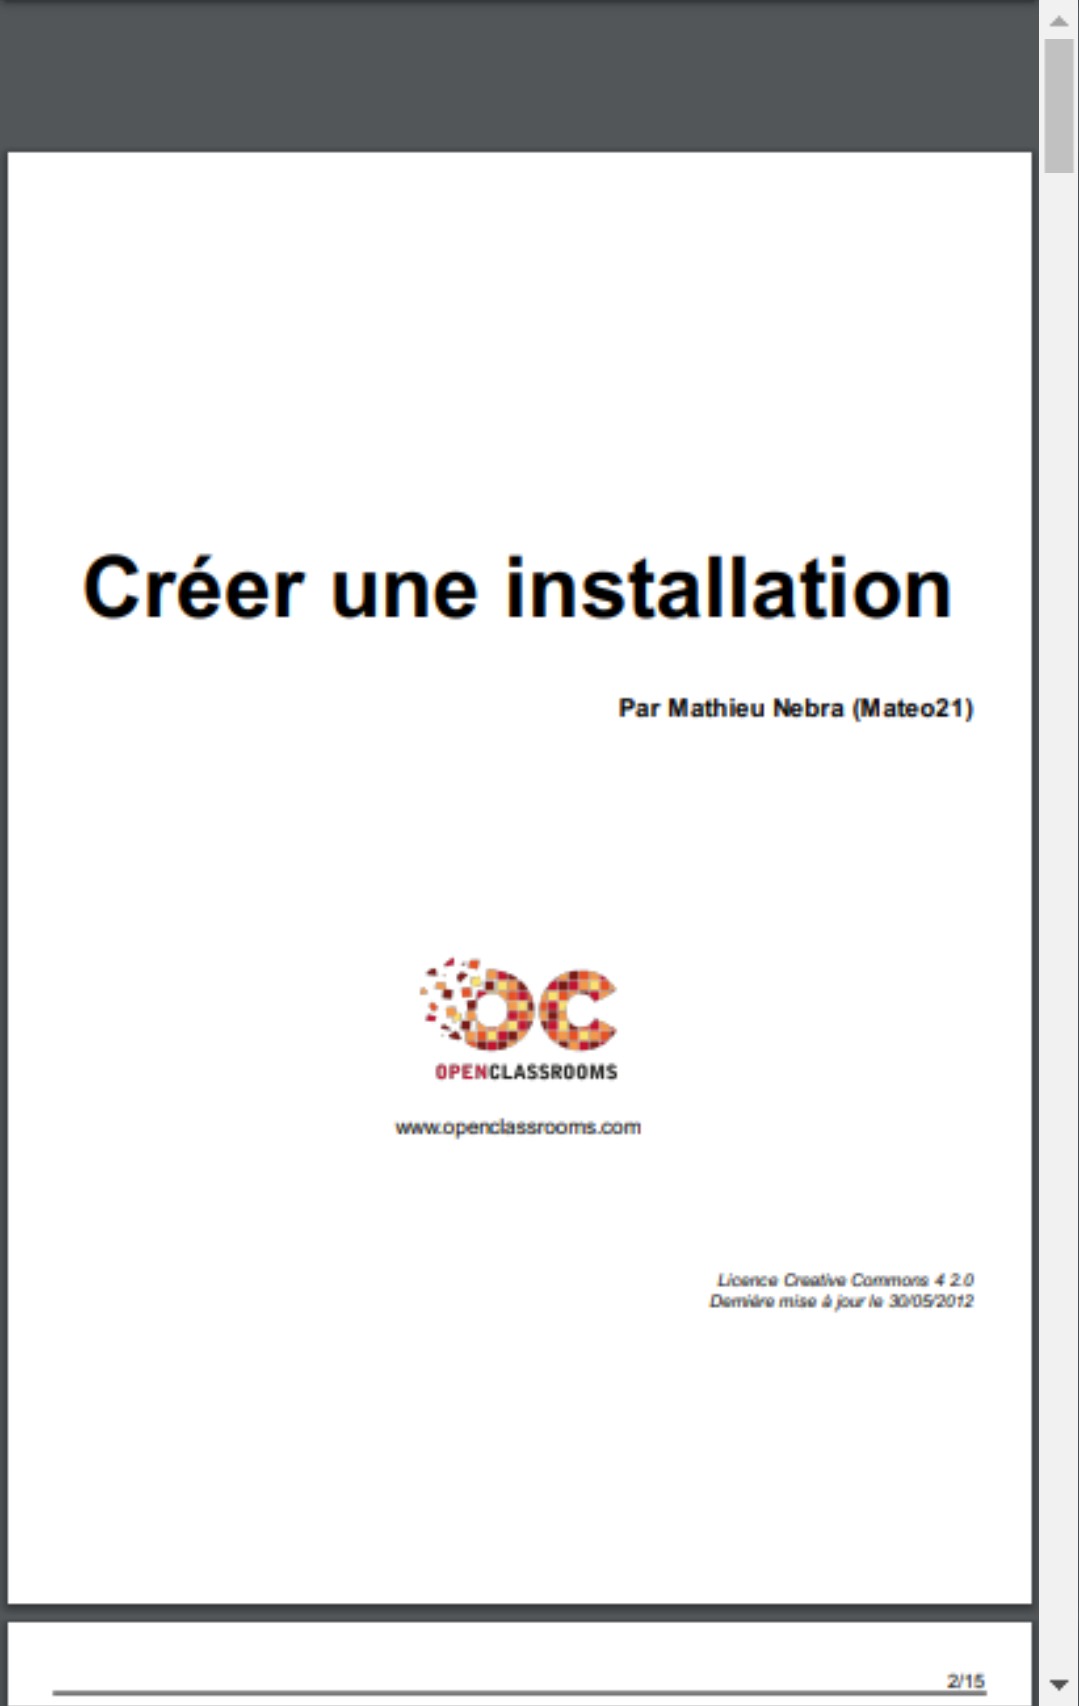 Créer une installation
Par Mathieu Nebra (Mateo21)
OPENCLASSROOMS
www.openclassrooms.com
Licence Creative Commons 4 2.0
Dernière mise à jour le 30/05/2012
2/15